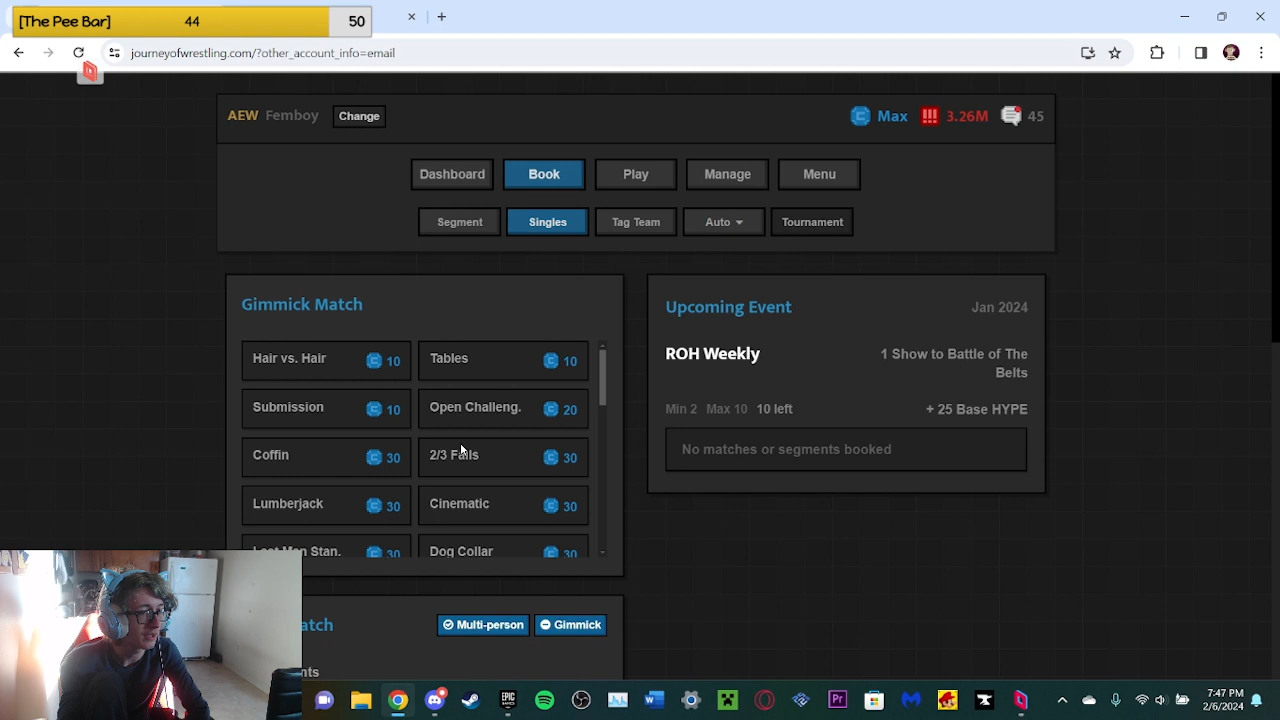 [The Pee Bar] 44 50
journeyofwrestling.com/?other_account_info=email
AEW Femboy Change Max 3.26M 45
Dashboard Book Play Manage Menu
Segment Singles Tag Team Auto Tournament
Gimmick Match
Hair vs. Hair 10 Tables 10
Submission 10 Open Challeng. 20
Coffin 30 2/3 Falls 30
Lumberjack 30 Cinematic 30
Last Man Stan. 30 Dog Collar 30
Upcoming Event Jan 2024
ROH Weekly 1 Show to Battle of The
Belts
Min 2 Max 10 10 left + 25 Base HYPE
No matches or segments booked
Multi-person Gimmick
7:47 PM
2/6/2024